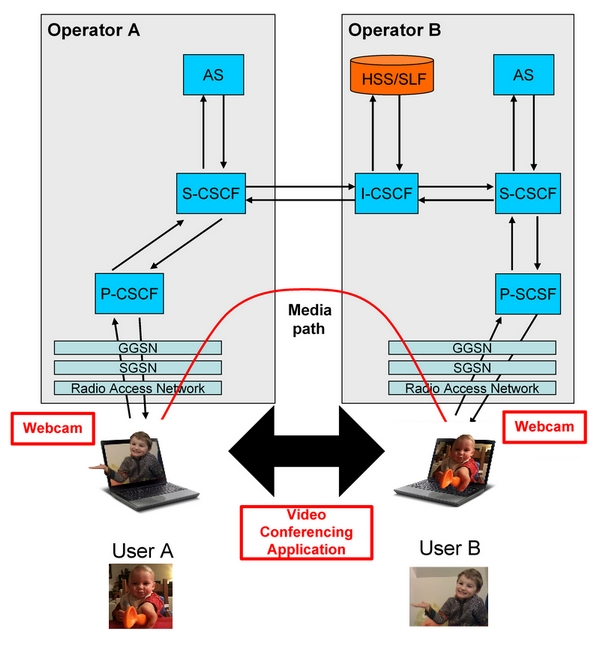 Operator A
Operator B
AS
HSS/SLF
AS
S-CSCF
I-CSCF
S-CSCF
P-CSCF
P-SCSF
Media
path
GGSN
GGSN
SGSN
SGSN
Radio Access Network
Radio Access Network
Webcam
Webcam
Video
Conferencing
Application
User A
User B